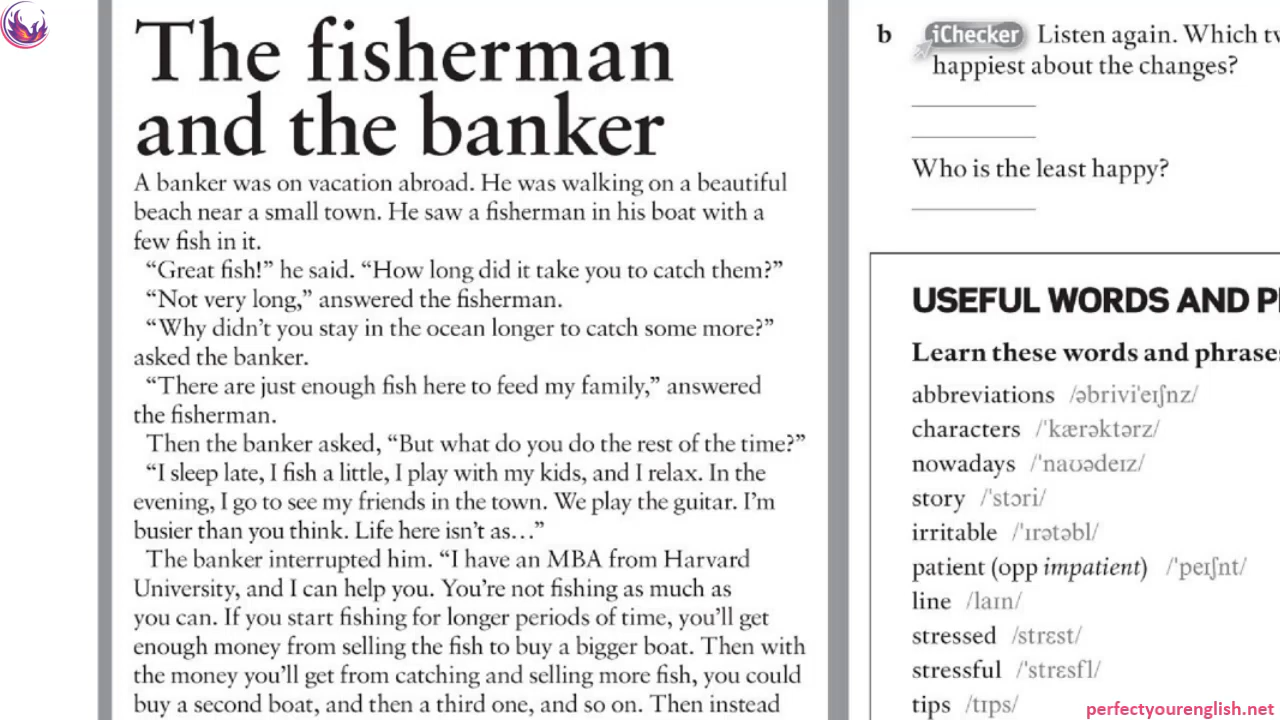 The fisherman
and the banker
A banker was on vacation abroad. He was walking on a beautiful
beach near a small town. He saw a fisherman in his boat with a
few fish in it.
“Great fish!” he said. “How long did it take you to catch them?”
“Not very long,” answered the fisherman.
“Why didn’t you stay in the ocean longer to catch some more?”
asked the banker.
“There are just enough fish here to feed my family,” answered
the fisherman.
Then the banker asked, “But what do you do the rest of the time?”
“I sleep late, I fish a little, I play with my kids, and I relax. In the
evening, I go to see my friends in the town. We play the guitar. I’m
busier than you think. Life here isn’t as…”
The banker interrupted him. “I have an MBA from Harvard
University, and I can help you. You’re not fishing as much as
you can. If you start fishing for longer periods of time, you’ll get
enough money from selling the fish to buy a bigger boat. Then with
the money you’ll get from catching and selling more fish, you could
buy a second boat, and then a third one, and so on. Then instead
b iChecker Listen again. Which
happiest about the changes?
Who is the least happy?
USEFUL WORDS AND
Learn these words and phrases
abbreviations /əbriviˈeɪʃnz/
characters /ˈkærəktərz/
nowadays /ˈnaʊədeɪz/
story /ˈstɔri/
irritable /ˈɪrətəbl/
patient (opp impatient) /ˈpeɪʃnt/
line /laɪn/
stressed /strɛst/
stressful /ˈstrɛsfl/
tips /tɪps/
perfectyourenglish.net